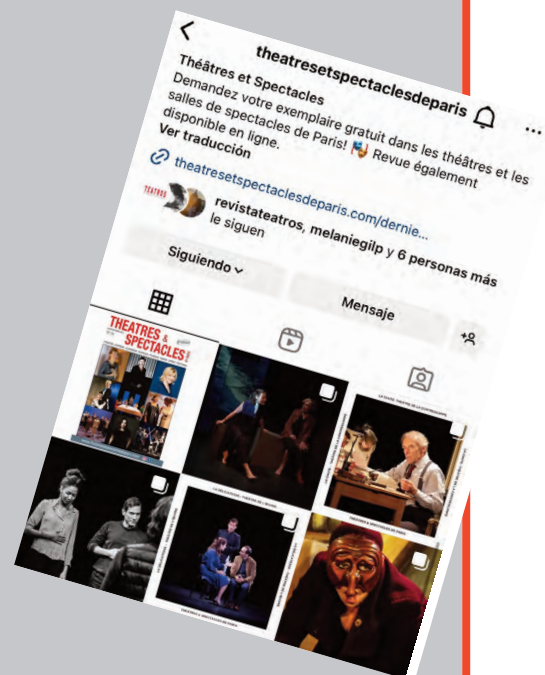 theatresetspectaclesdeparis
Théâtres et Spectacles
Demandez votre exemplaire gratuit dans les théâtres et les
salles de spectacles de Paris! 🎭 Revue également
disponible en ligne.
Ver traducción
theatresetspectaclesdeparis.com/dernie...
TEATROS
revistateatros, melaniegilp y 6 personas más
le siguen
Siguiendo
Mensaje
THEATRES &
SPECTACLES